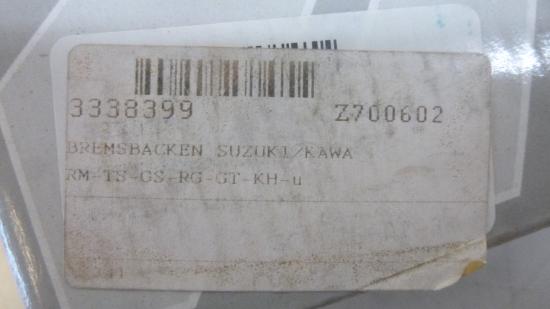 3338399 Z700602
BREMSBACKEN SUZUKI/KAWA
RM-TS-GS-RG-GT-KH-u